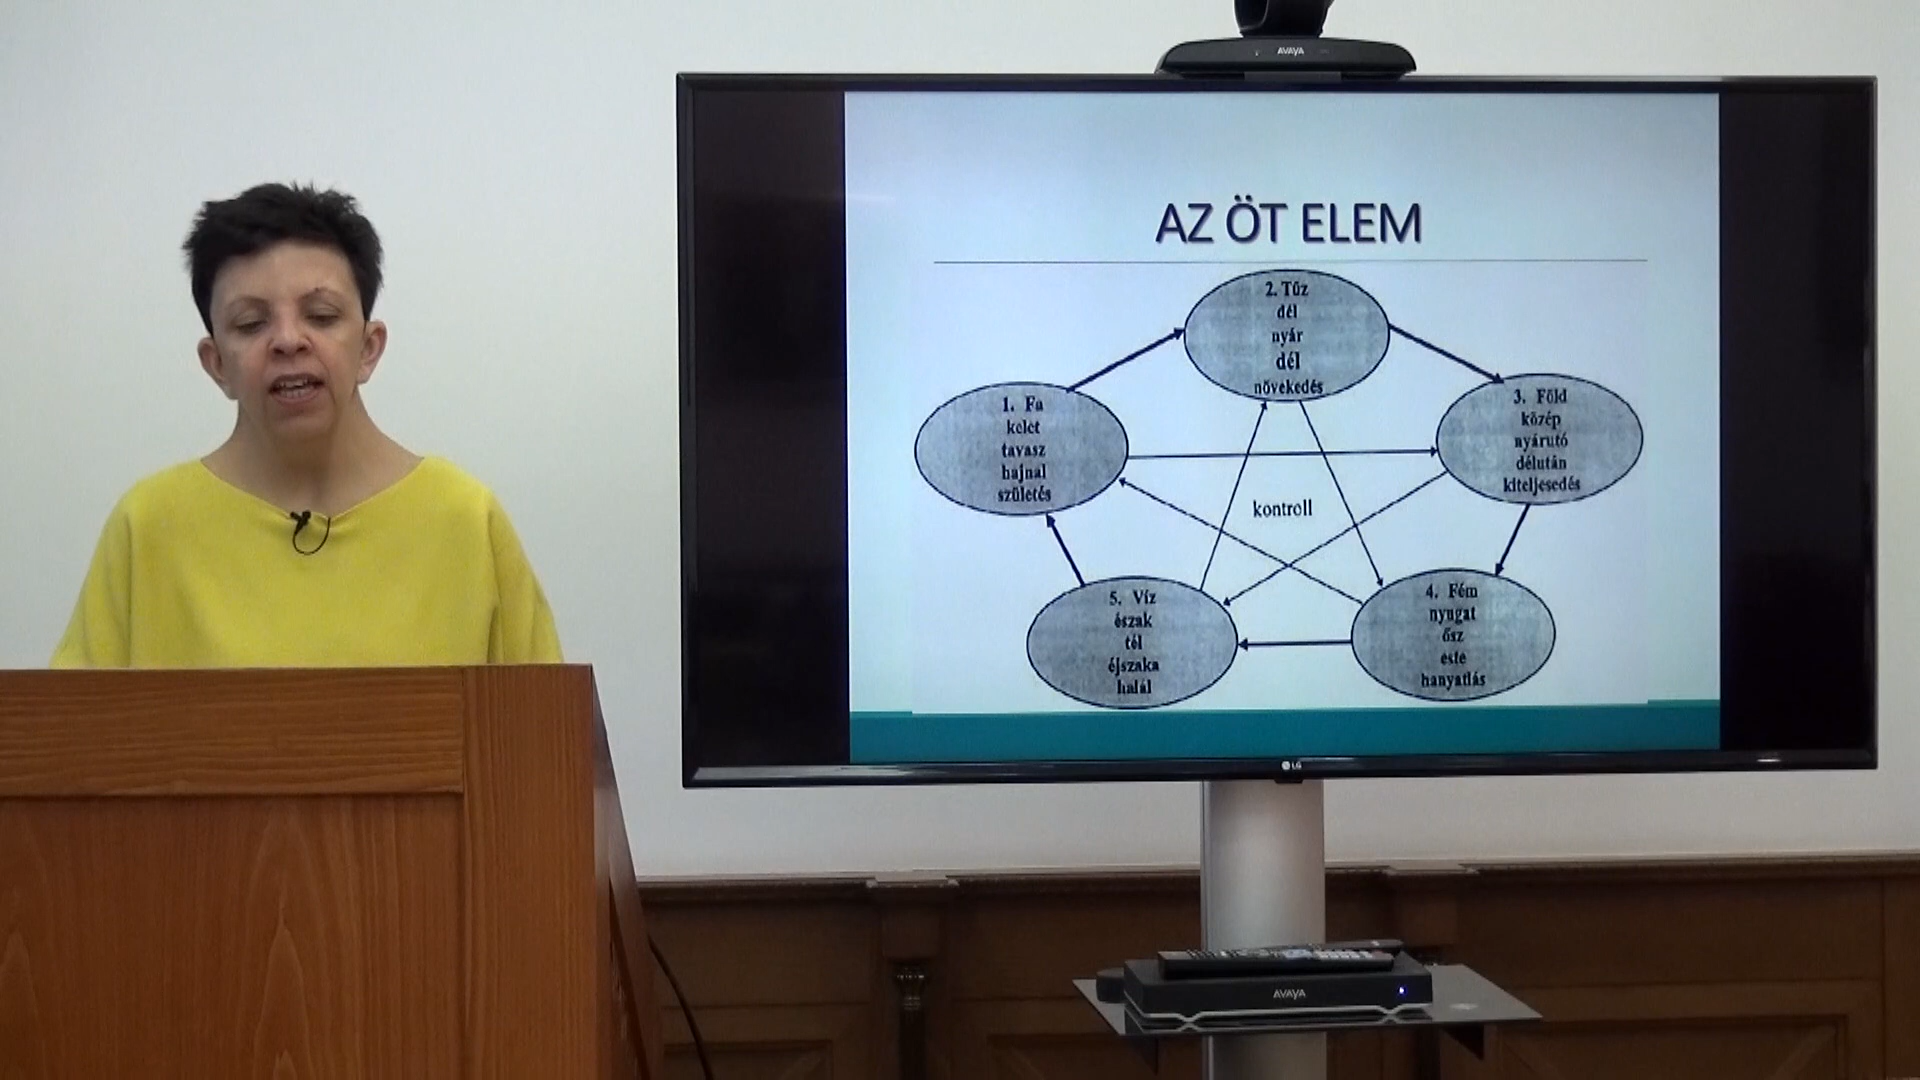 AVAYA
AZ ÖT ELEM
2. Tűz
dél
nyár
dél
növekedés
1. Fa
kelet
tavasz
hajnal
születés
3. Föld
közép
nyárutó
délután
kiteljesedés
kontroll
5. Víz
észak
tél
éjszaka
halál
4. Fém
nyugat
ősz
este
hanyatlás
LG
AVAYA